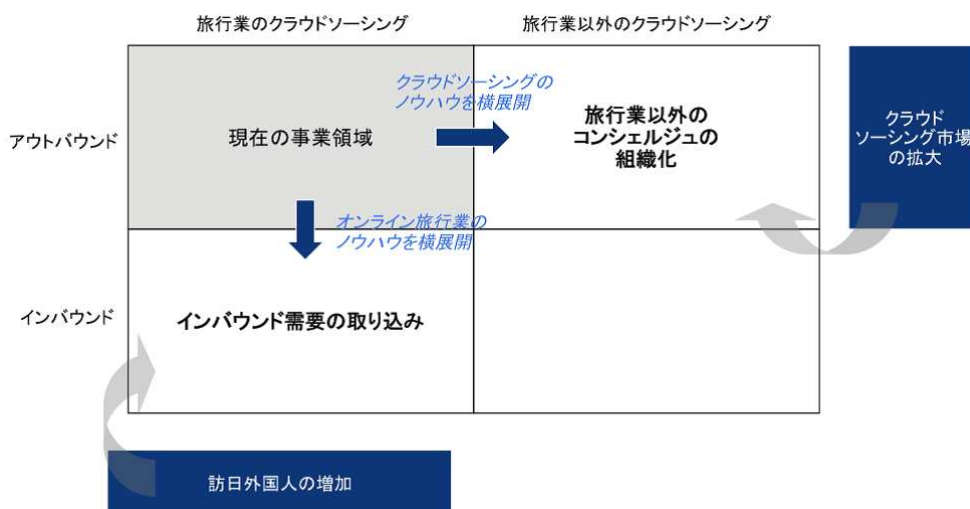 旅行業のクラウドソーシング
旅行業以外のクラウドソーシング
アウトバウンド
現在の事業領域
クラウドソーシングの
ノウハウを横展開
旅行業以外の
コンシェルジュの
組織化
クラウド
ソーシング市場
の拡大
オンライン旅行業の
ノウハウを横展開
インバウンド
インバウンド需要の取り込み
訪日外国人の増加